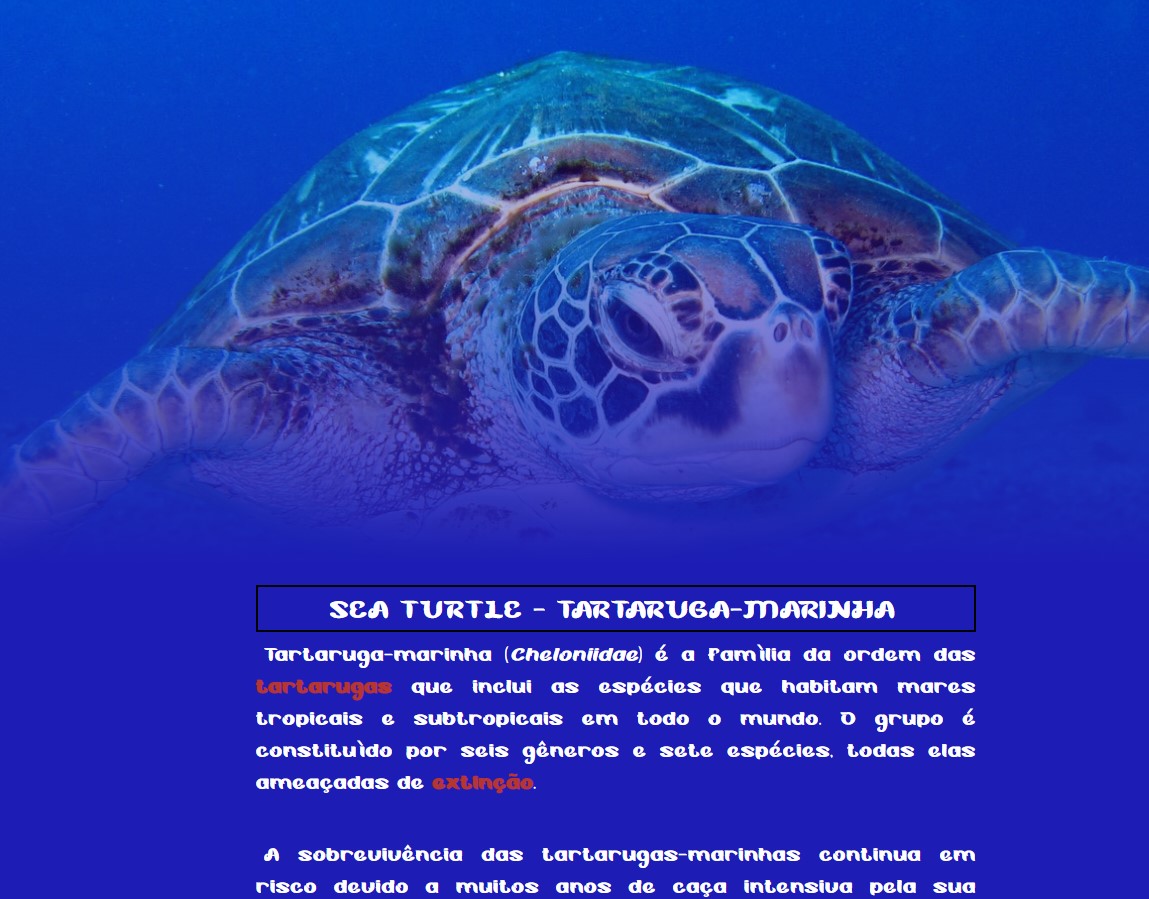 SEA TURTLE - TARTARUGA-MARINHA
Tartaruga-marinha (Cheloniidae) é a famìlia da ordem das
tartarugas que inclui as espécies que habitam mares
tropicais e subtropicais em todo o mundo. O grupo é
constituìdo por seis gêneros e sete espécies, todas elas
ameaçadas de extinção.
A sobrevivência das tartarugas-marinhas continua em
risco devido a muitos anos de caça intensiva pela sua